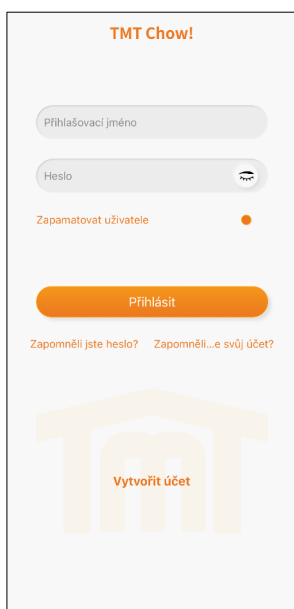 TMT Chow!
Přihlašovací jméno
Heslo
Zapamatovat uživatele
Přihlásit
Zapomněli jste heslo? Zapomněli...e svůj účet?
Vytvořit účet